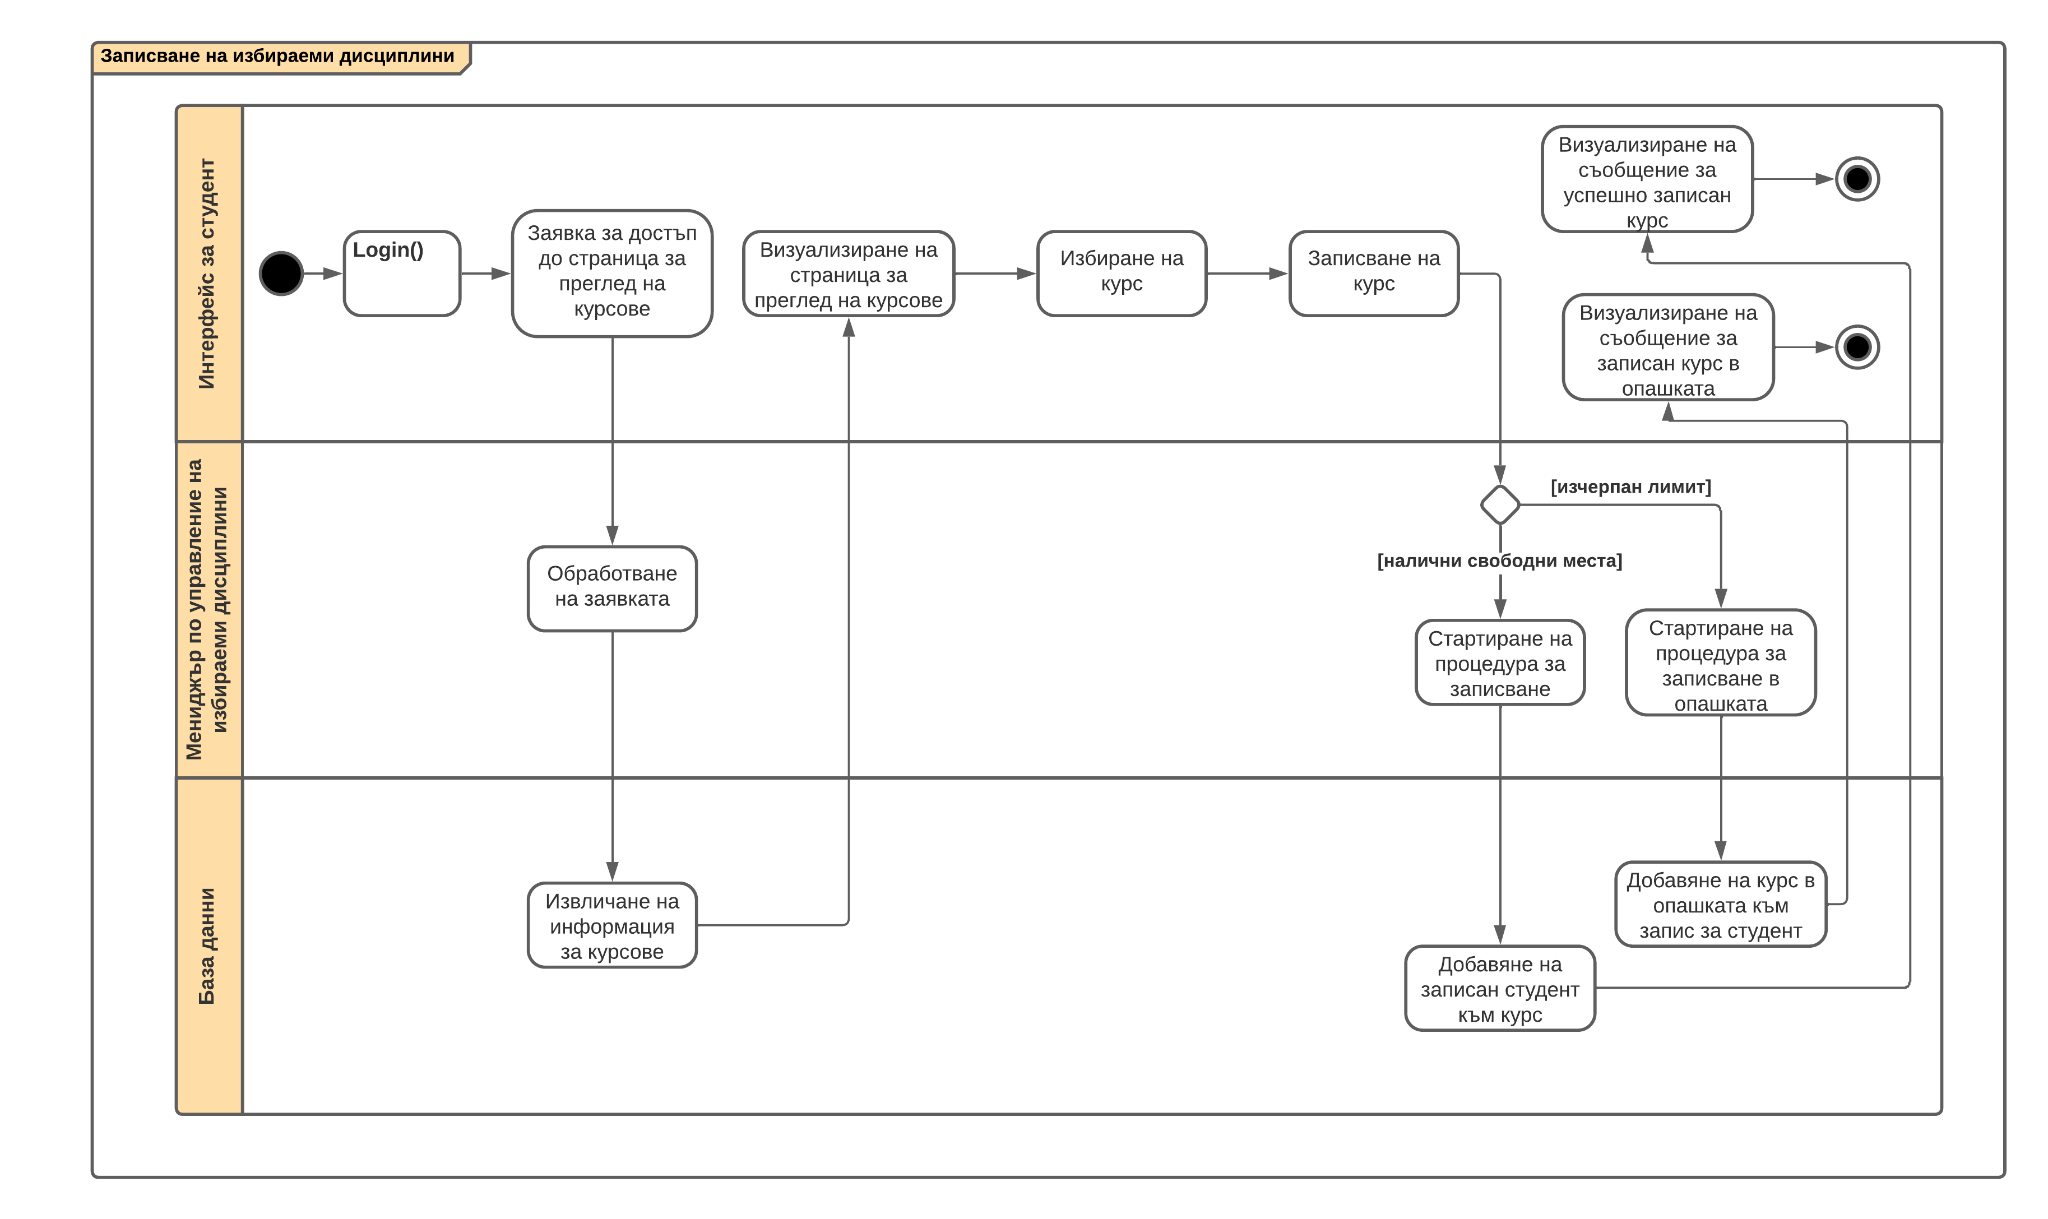 Записване на избираеми дисциплини
Интерфейс за студент
Login()
Заявка за достъп
до страница за
преглед на
курсове
Визуализиране на
страница за
преглед на курсове
Избиране на
курс
Записване на
курс
Визуализиране на
съобщение за
успешно записан
курс
Визуализиране на
съобщение за
записан курс в
опашката
Мениджър по управление на
избираеми дисциплини
Обработване
на заявката
[изчерпан лимит]
[налични свободни места]
Стартиране на
процедура за
записване
Стартиране на
процедура за
записване в
опашката
База данни
Извличане на
информация
за курсове
Добавяне на
записан студент
към курс
Добавяне на курс в
опашката към
запис за студент